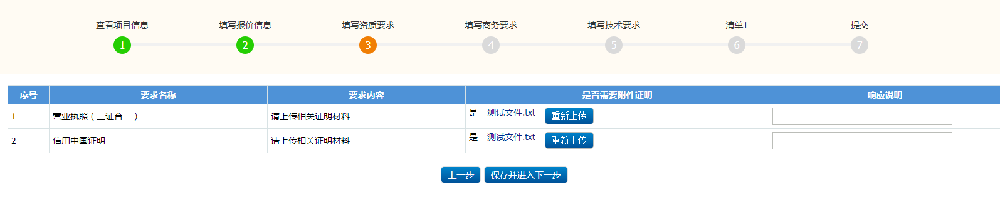 查看项目信息 填写报价信息 填写资质要求 填写商务要求 填写技术要求 清单1 提交
1 2 3 4 5 6 7
序号 要求名称 要求内容 是否需要附件证明 响应说明
1 营业执照（三证合一） 请上传相关证明材料 是 测试文件.txt 重新上传
2 信用中国证明 请上传相关证明材料 是 测试文件.txt 重新上传
上一步 保存并进入下一步